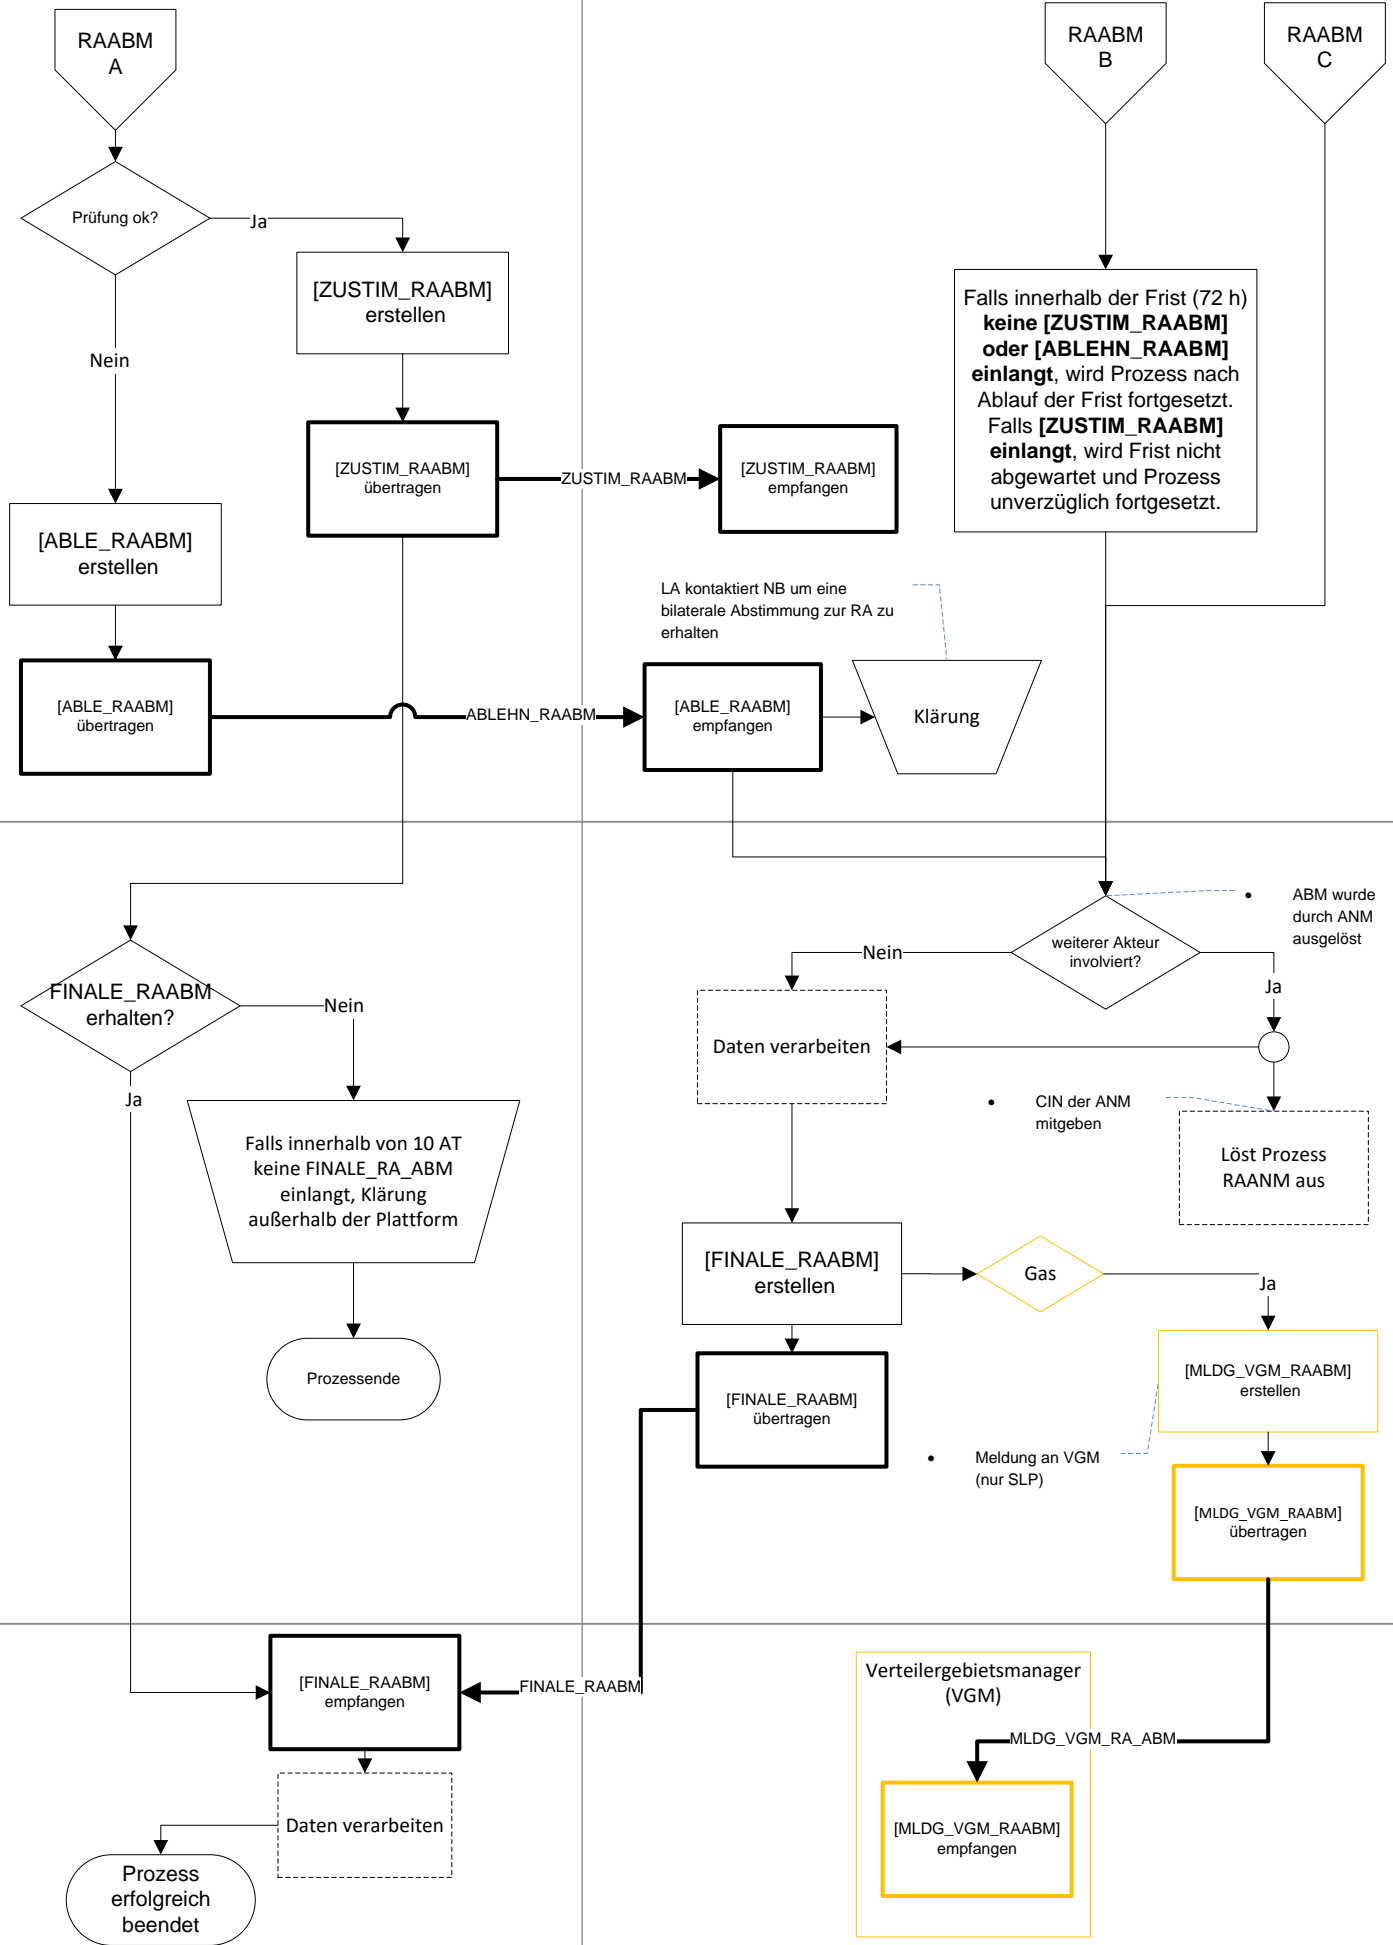 RAABM
A
RAABM
B
RAABM
C
Prüfung ok?
Ja
Nein
[ZUSTIM_RAABM]
erstellen
Falls innerhalb der Frist (72 h)
keine [ZUSTIM_RAABM]
oder [ABLEHN_RAABM]
einlangt, wird Prozess nach
Ablauf der Frist fortgesetzt.
Falls [ZUSTIM_RAABM]
einlangt, wird Frist nicht
abgewartet und Prozess
unverzüglich fortgesetzt.
[ZUSTIM_RAABM]
übertragen
ZUSTIM_RAABM
[ZUSTIM_RAABM]
empfangen
[ABLE_RAABM]
erstellen
LA kontaktiert NB um eine
bilaterale Abstimmung zur RA zu
erhalten
[ABLE_RAABM]
übertragen
ABLEHN_RAABM
[ABLE_RAABM]
empfangen
Klärung
weiterer Akteur
involviert?
• ABM wurde
durch ANM
ausgelöst
Nein
Ja
FINALE_RAABM
erhalten?
Nein
Ja
Daten verarbeiten
• CIN der ANM
mitgeben
Löst Prozess
RAANM aus
Falls innerhalb von 10 AT
keine FINALE_RA_ABM
einlangt, Klärung
außerhalb der Plattform
[FINALE_RAABM]
erstellen
Gas
Ja
Prozessende
[FINALE_RAABM]
übertragen
[MLDG_VGM_RAABM]
erstellen
• Meldung an VGM
(nur SLP)
[MLDG_VGM_RAABM]
übertragen
[FINALE_RAABM]
empfangen
FINALE_RAABM
Verteilergebietsmanager
(VGM)
MLDG_VGM_RA_ABM
[MLDG_VGM_RAABM]
empfangen
Daten verarbeiten
Prozess
erfolgreich
beendet